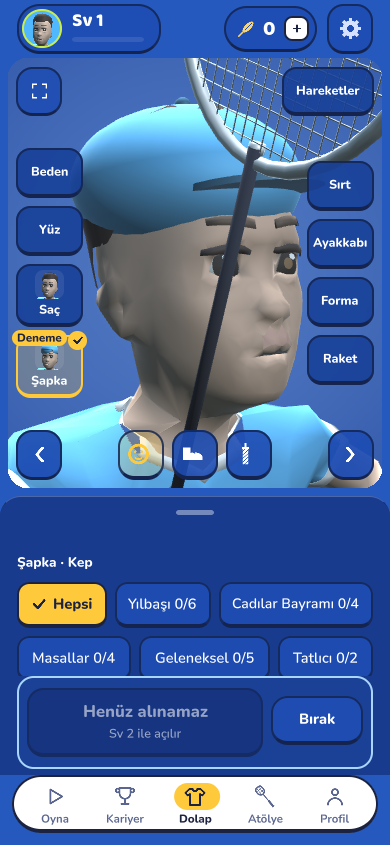 Sv 1
0
+
Hareketler
Beden
Sırt
Yüz
Ayakkabı
Saç
Forma
Deneme
Şapka
Raket
Şapka · Kep
Hepsi
Yılbaşı 0/6
Cadılar Bayramı 0/4
Masallar 0/4
Geleneksel 0/5
Tatlıcı 0/2
Henüz alınamaz
Sv 2 ile açılır
Bırak
Oyna
Kariyer
Dolap
Atölye
Profil